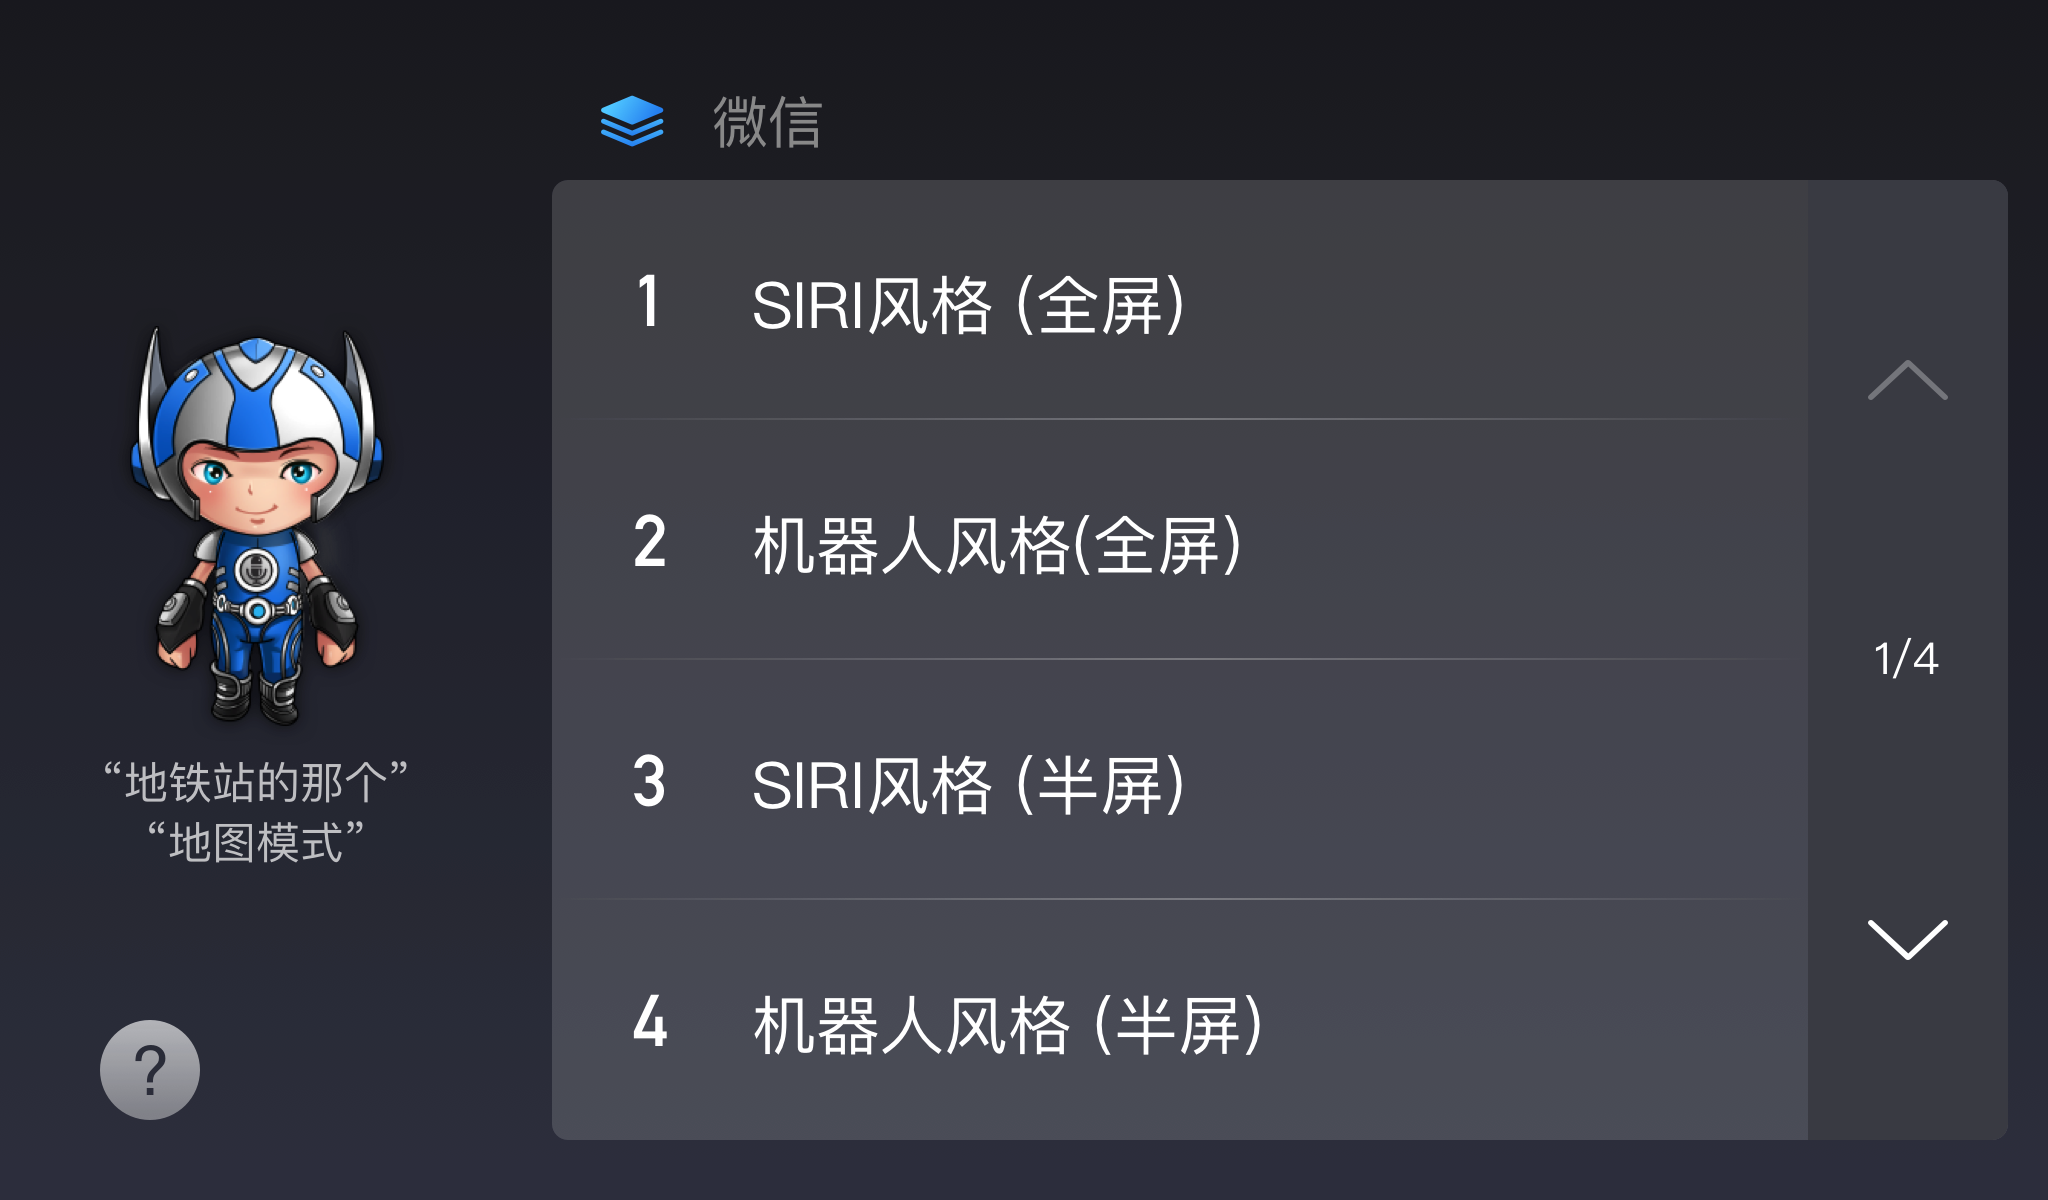 微信
1 SIRI风格 (全屏)
2 机器人风格(全屏)
3 SIRI风格 (半屏)
4 机器人风格 (半屏)
1/4
“地铁站的那个”
“地图模式”
?